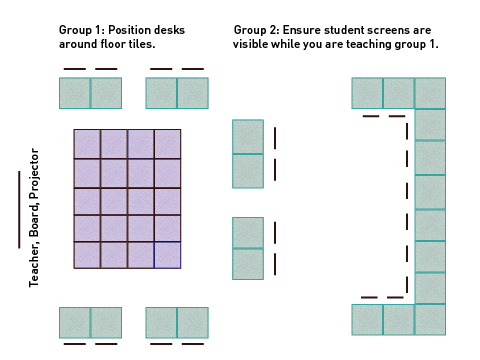 Group 1: Position desks
around floor tiles.
Group 2: Ensure student screens are
visible while you are teaching group 1.
Teacher, Board, Projector